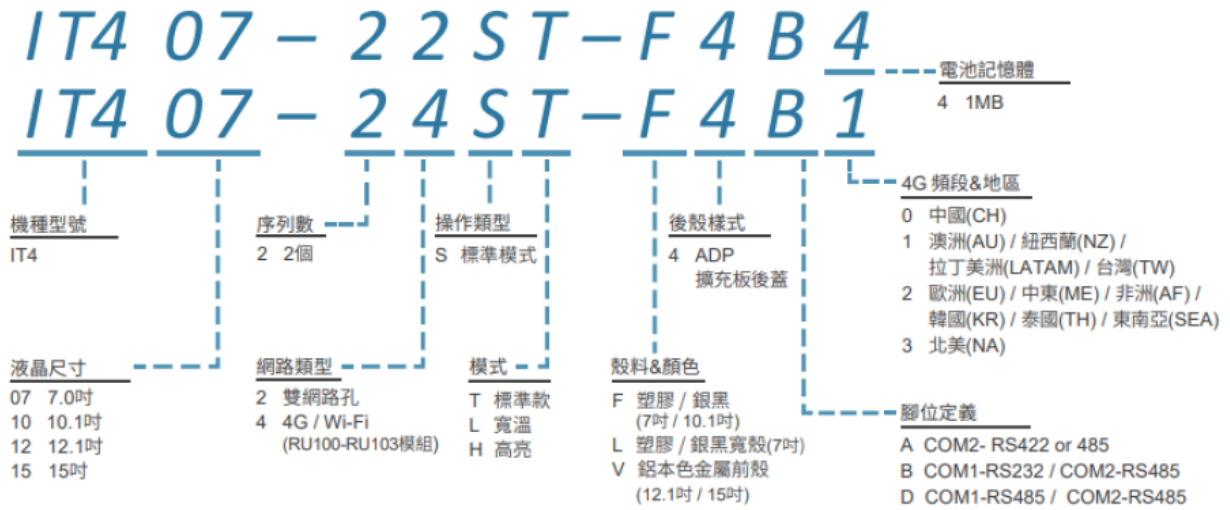 IT4 07 - 2 2 S T - F 4 B 4
電池記憶體
4 1MB
IT4 07 - 2 4 S T - F 4 B 1
4G 頻段&地區
0 中國(CH)
1 澳洲(AU) / 紐西蘭(NZ) /
拉丁美洲(LATAM) / 台灣(TW)
2 歐洲(EU) / 中東(ME) / 非洲(AF) /
韓國(KR) / 泰國(TH) / 東南亞(SEA)
3 北美(NA)
機種型號
IT4
序列數
2 2個
操作類型
S 標準模式
後殼樣式
4 ADP
擴充板後蓋
液晶尺寸
07 7.0吋
10 10.1吋
12 12.1吋
15 15吋
網路類型
2 雙網路孔
4 4G / Wi-Fi
(RU100-RU103模組)
模式
T 標準款
L 寬溫
H 高亮
殼料&顏色
F 塑膠 / 銀黑
(7吋 / 10.1吋)
L 塑膠 / 銀黑寬殼(7吋)
V 鋁本色金屬前殼
(12.1吋 / 15吋)
腳位定義
A COM2- RS422 or 485
B COM1-RS232 / COM2-RS485
D COM1-RS485 / COM2-RS485